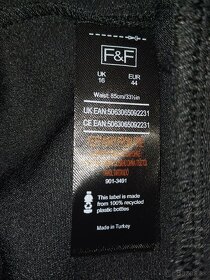 F&F
UK EUR
16 44
Waist: 85cm/33½in
UK EAN:5063065092231
CE EAN:5063065092231
901-3491
This label is made
from 100% recycled
plastic bottles
Made in Turkey